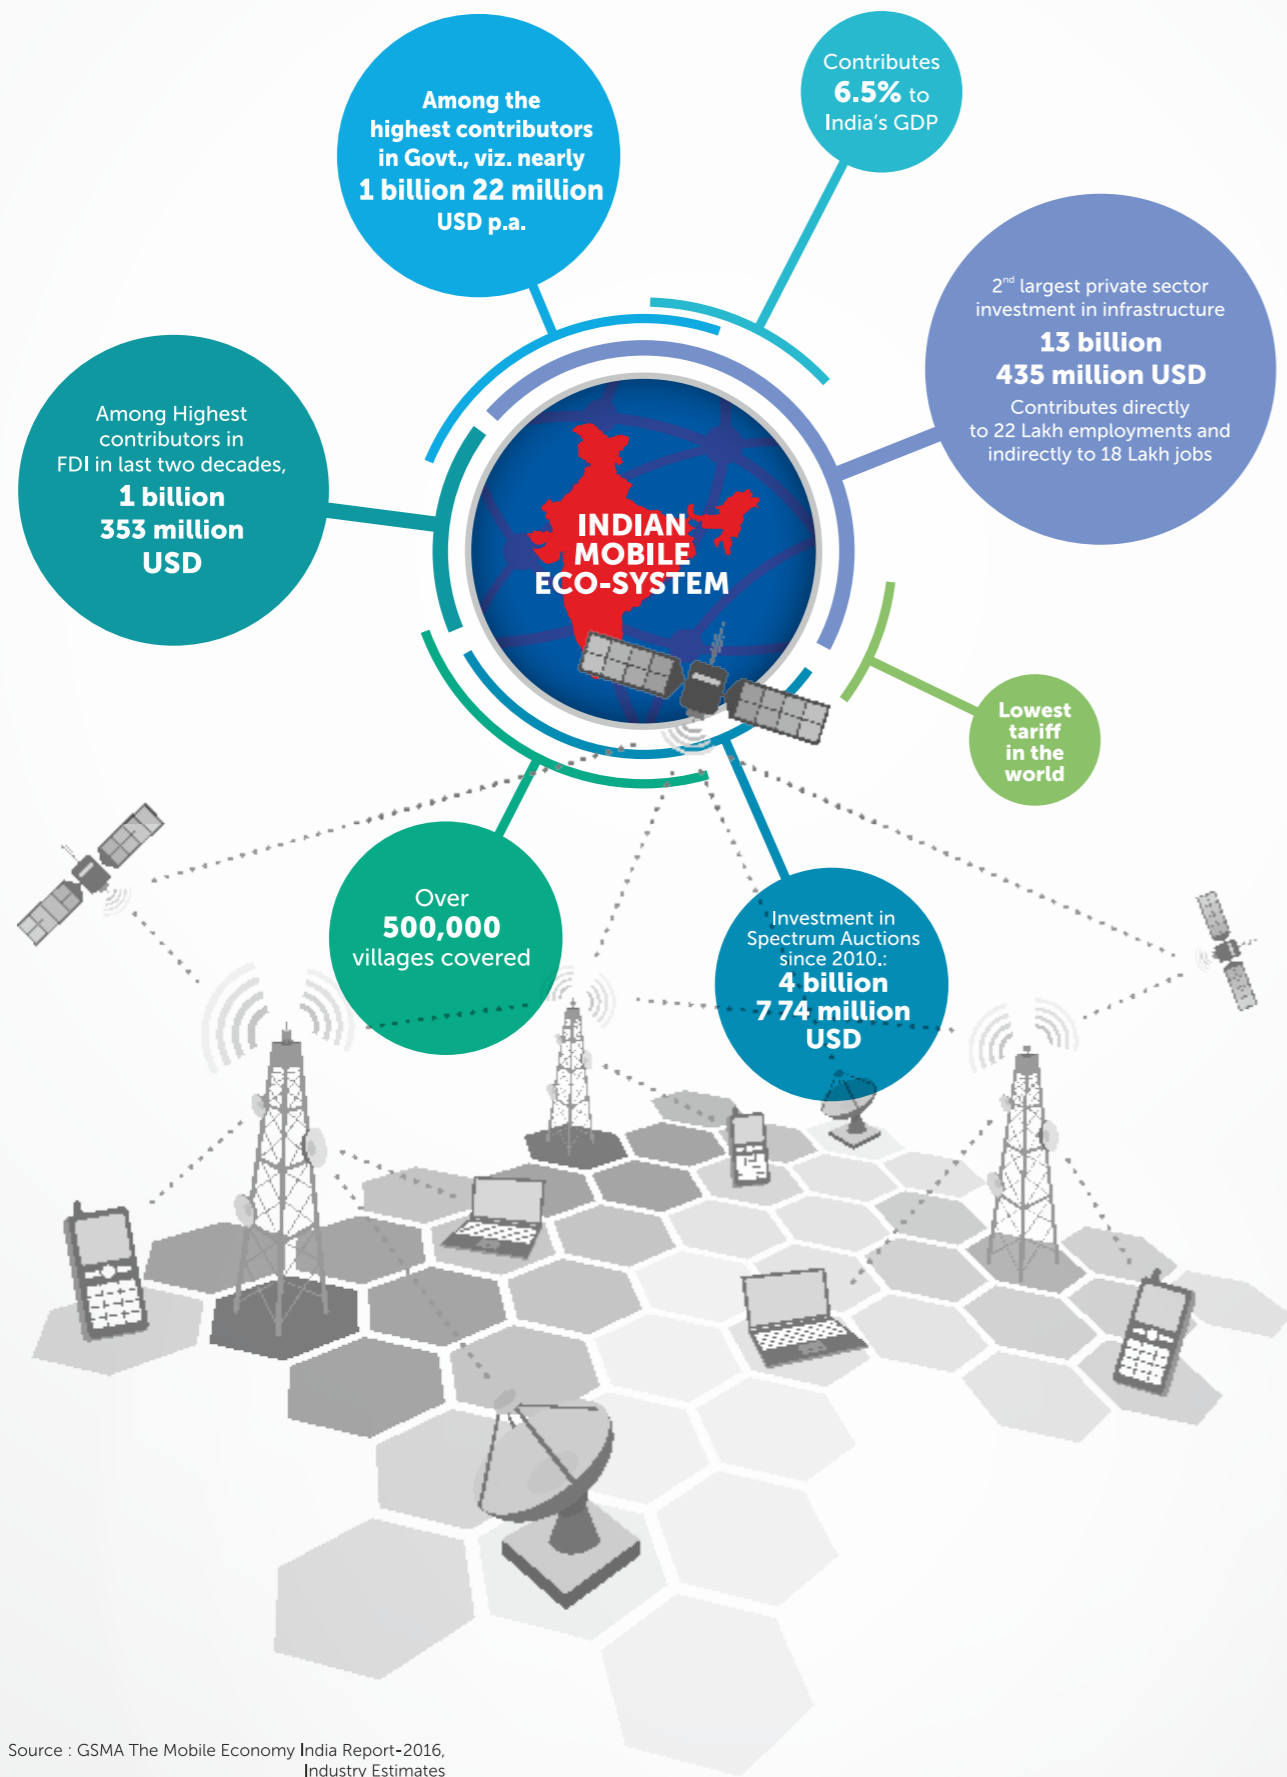 Among the
highest contributors
in Govt., viz. nearly
1 billion 22 million
USD p.a.
Contributes
6.5% to
India's GDP
2nd largest private sector
investment in infrastructure
13 billion
435 million USD
Contributes directly
to 22 Lakh employments and
indirectly to 18 Lakh jobs
Among Highest
contributors in
FDI in last two decades,
1 billion
353 million
USD
INDIAN
MOBILE
ECO-SYSTEM
Lowest
tariff
in the
world
Over
500,000
villages covered
Investment in
Spectrum Auctions
since 2010.:
4 billion
7 74 million
USD
Source : GSMA The Mobile Economy India Report-2016,
Industry Estimates